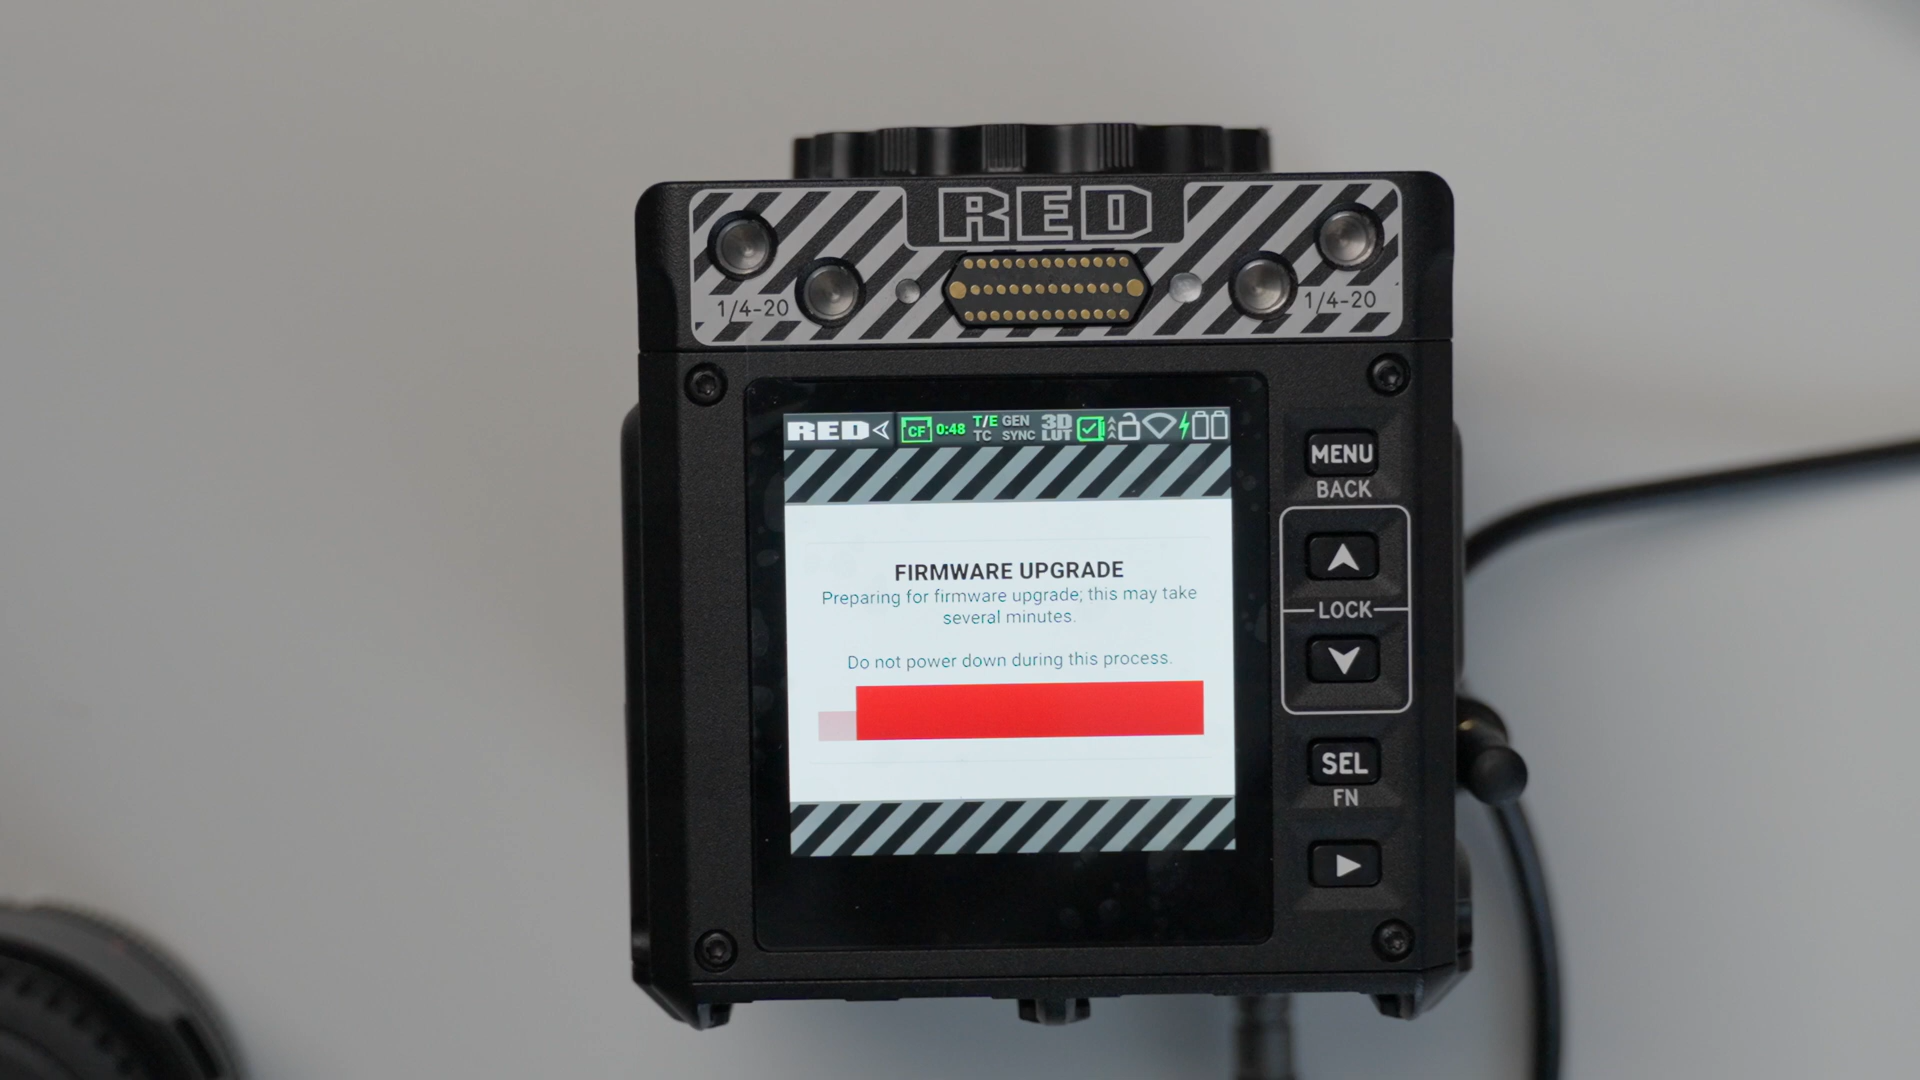 RED
1/4-20
1/4-20
RED
CF
0:48
T/E
TC
GEN
SYNC
3D
LUT
FIRMWARE UPGRADE
Preparing for firmware upgrade; this may take
several minutes.
Do not power down during this process.
MENU
BACK
LOCK
SEL
FN